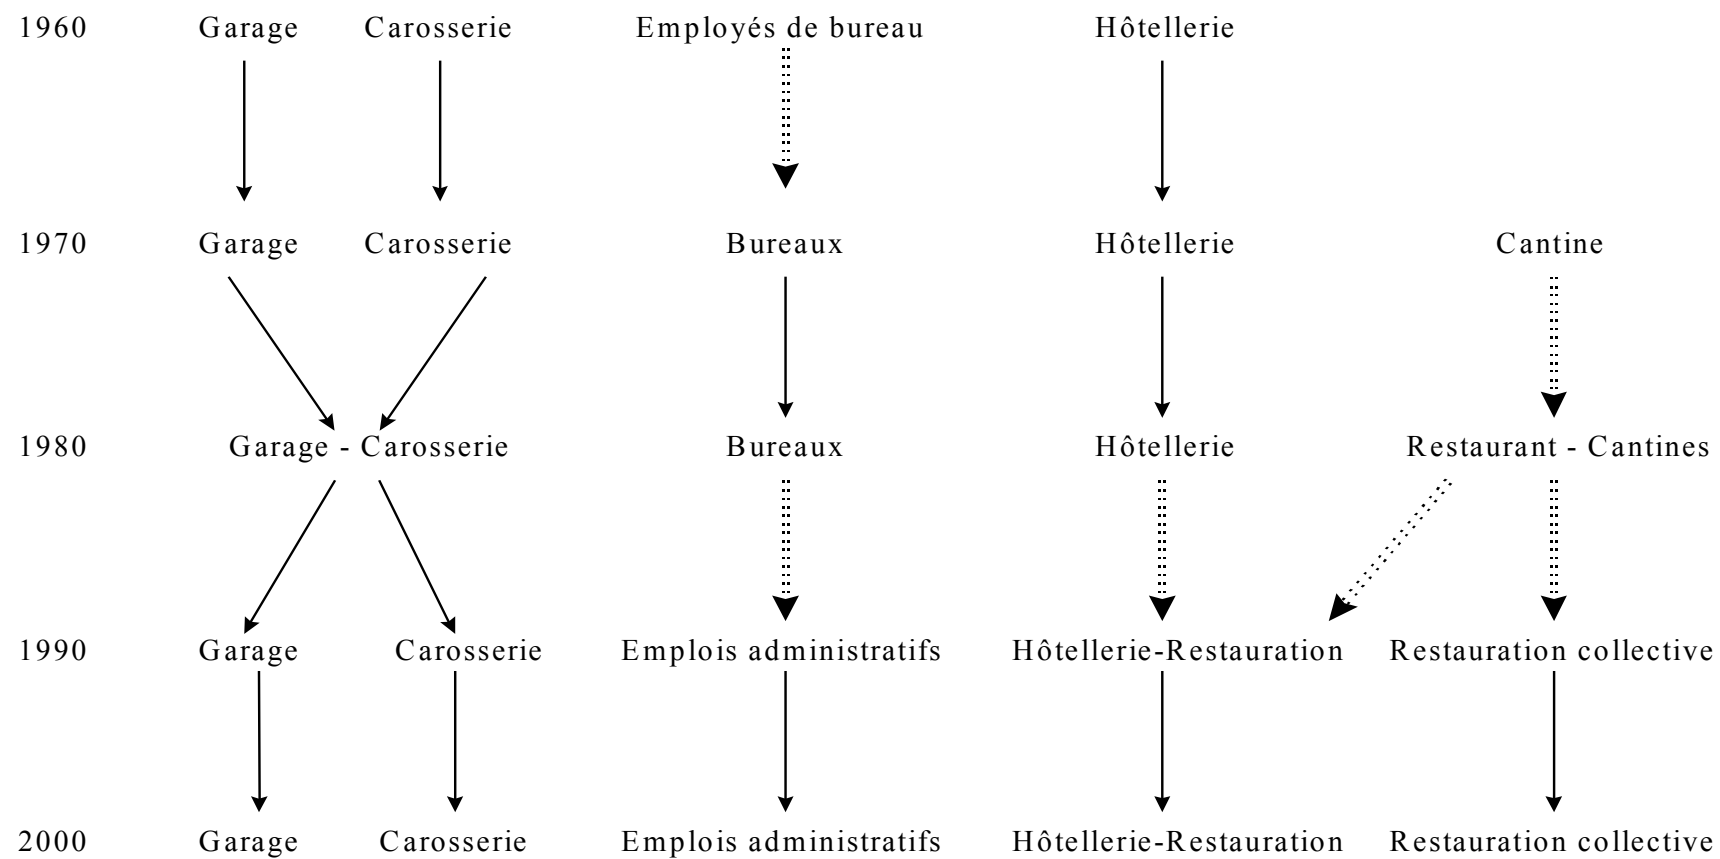 1960 Garage Carosserie Employés de bureau Hôtellerie
1970 Garage Carosserie Bureaux Hôtellerie Cantine
1980 Garage - Carosserie Bureaux Hôtellerie Restaurant - Cantines
1990 Garage Carosserie Emplois administratifs Hôtellerie-Restauration Restauration collective
2000 Garage Carosserie Emplois administratifs Hôtellerie-Restauration Restauration collective